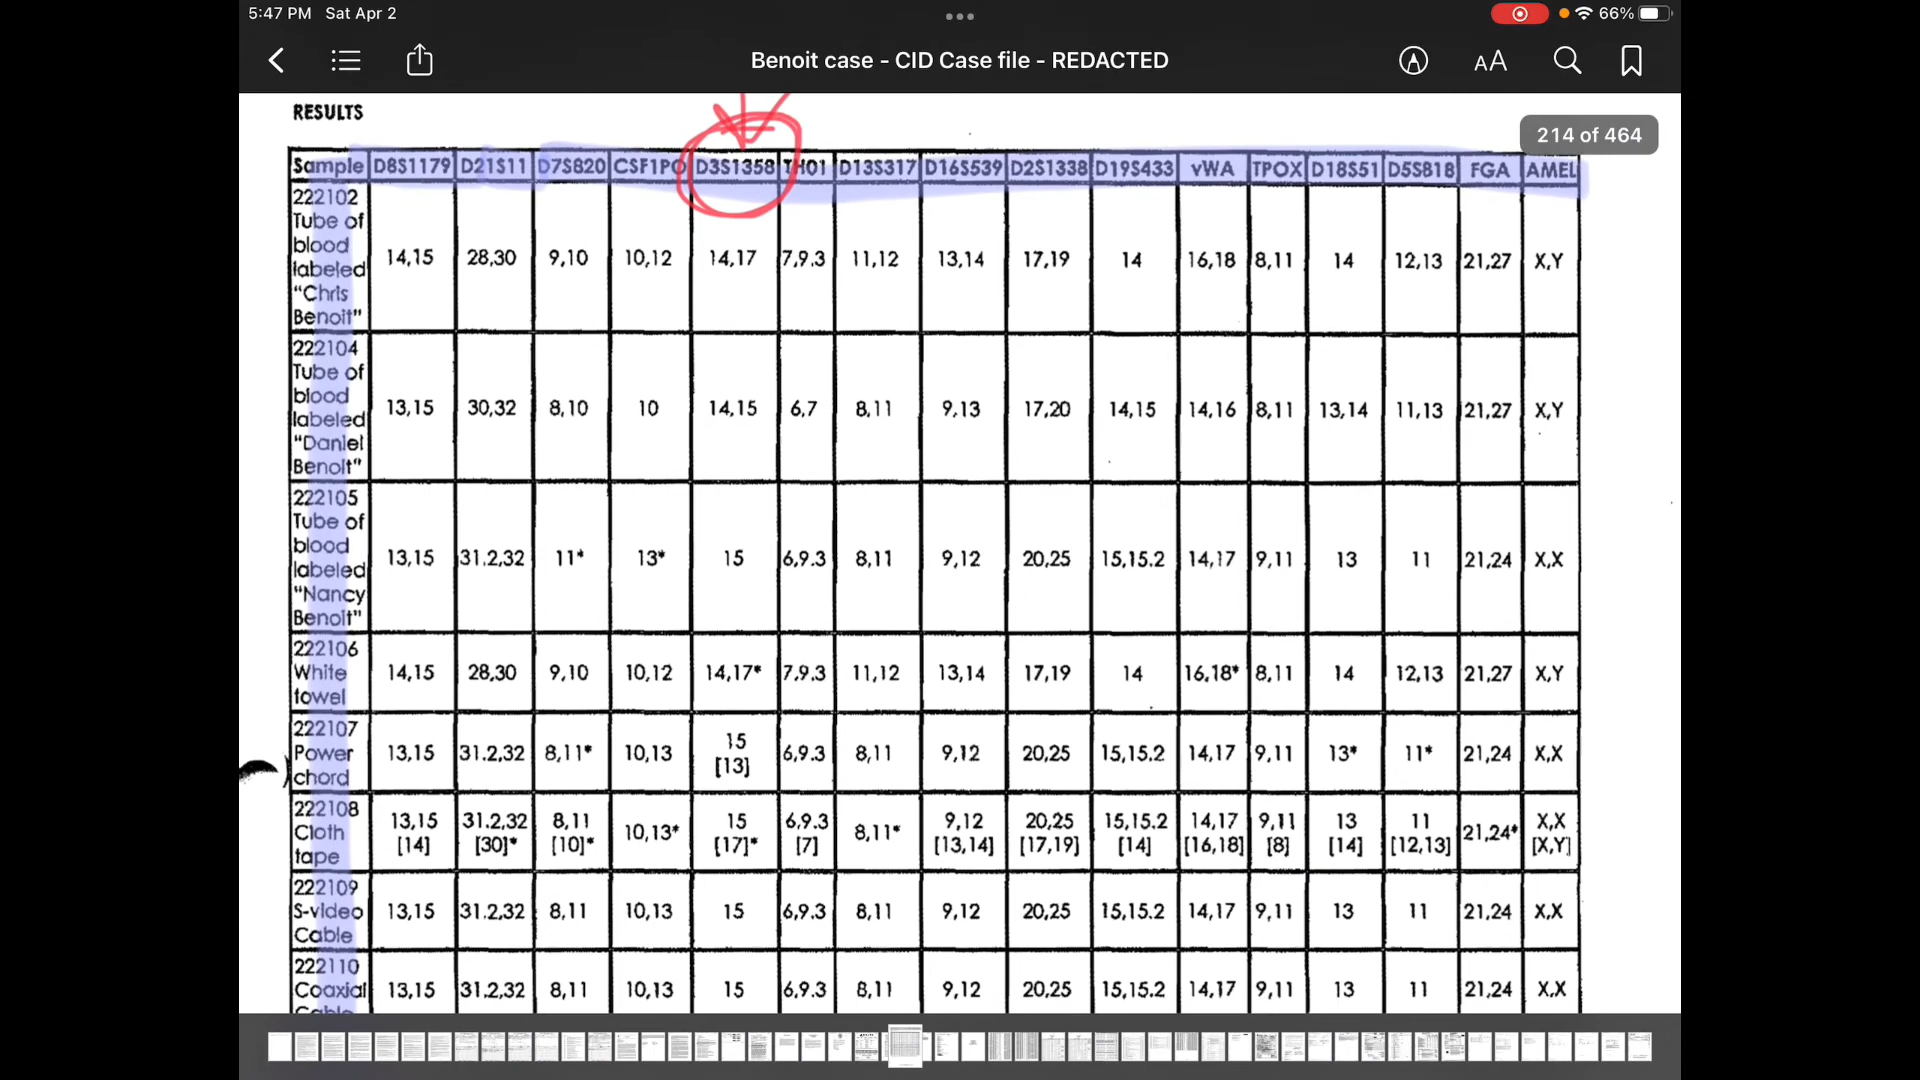 5:47 PM Sat Apr 2
66%
Benoit case - CID Case file - REDACTED
AA
RESULTS
214 of 464
Sample D8S1179 D21S11 D7S820 CSF1PO D3S1358 TH01 D13S317 D16S539 D2S1338 D19S433 vWA TPOX D18S51 D5S818 FGA AMEL
222102
Tube of
blood
labeled
"Chris
Benoit"
14,15 28,30 9,10 10,12 14,17 7,9.3 11,12 13,14 17,19 14 16,18 8,11 14 12,13 21,27 X,Y
222104
Tube of
blood
labeled
"Daniel
Benoit"
13,15 30,32 8,10 10 14,15 6,7 8,11 9,13 17,20 14,15 14,16 8,11 13,14 11,13 21,27 X,Y
222105
Tube of
blood
labeled
"Nancy
Benoit"
13,15 31.2,32 11* 13* 15 6,9.3 8,11 9,12 20,25 15,15.2 14,17 9,11 13 11 21,24 X,X
222106
White
towel
14,15 28,30 9,10 10,12 14,17* 7,9.3 11,12 13,14 17,19 14 16,18* 8,11 14 12,13 21,27 X,Y
222107
Power
chord
13,15 31.2,32 8,11* 10,13 15 6,9.3 8,11 9,12 20,25 15,15.2 14,17 9,11 13* 11* 21,24 X,X
[13]
222108
Cloth
tape
13,15 31.2,32 8,11 10,13* 15 6,9.3 8,11* 9,12 20,25 15,15.2 14,17 9,11 13 11 21,24* X,X
[14] [30]* [10]* [17]* [7] [13,14] [17,19] [14] [16,18] [8] [14] [12,13] [X,Y]
222109
S-video
Cable
13,15 31.2,32 8,11 10,13 15 6,9.3 8,11 9,12 20,25 15,15.2 14,17 9,11 13 11 21,24 X,X
222110
Coaxial
Cable
13,15 31.2,32 8,11 10,13 15 6,9.3 8,11 9,12 20,25 15,15.2 14,17 9,11 13 11 21,24 X,X